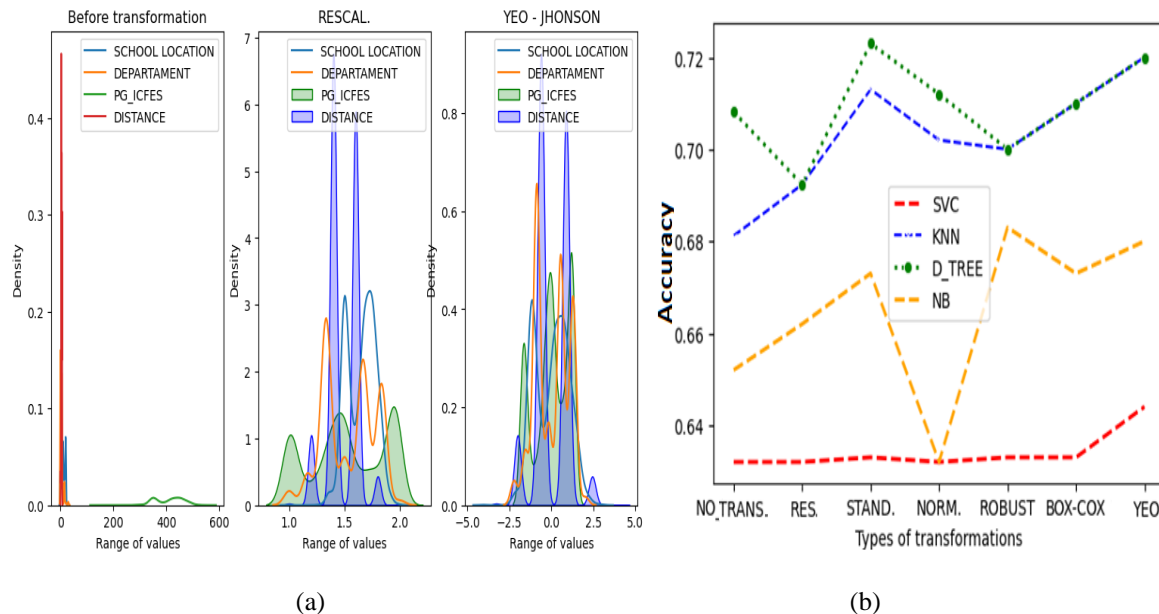 Before transformation
SCHOOL LOCATION
DEPARTAMENT
PG_ICFES
DISTANCE
0.4
0.3
0.2
0.1
0.0
Density
0
200
400
600
Range of values
RESCAL.
SCHOOL LOCATION
DEPARTAMENT
PG_ICFES
DISTANCE
7
6
5
4
3
2
1
0
Density
1.0
1.5
2.0
Range of values
YEO - JHONSON
SCHOOL LOCATION
DEPARTAMENT
PG_ICFES
DISTANCE
0.8
0.6
0.4
0.2
0.0
Density
−5.0
−2.5
0.0
2.5
5.0
Range of values
(a)
0.72
0.70
0.68
0.66
0.64
Accuracy
SVC
KNN
D_TREE
NB
NO_TRANS.
RES.
STAND.
NORM.
ROBUST
BOX-COX
YEO
Types of transformations
(b)